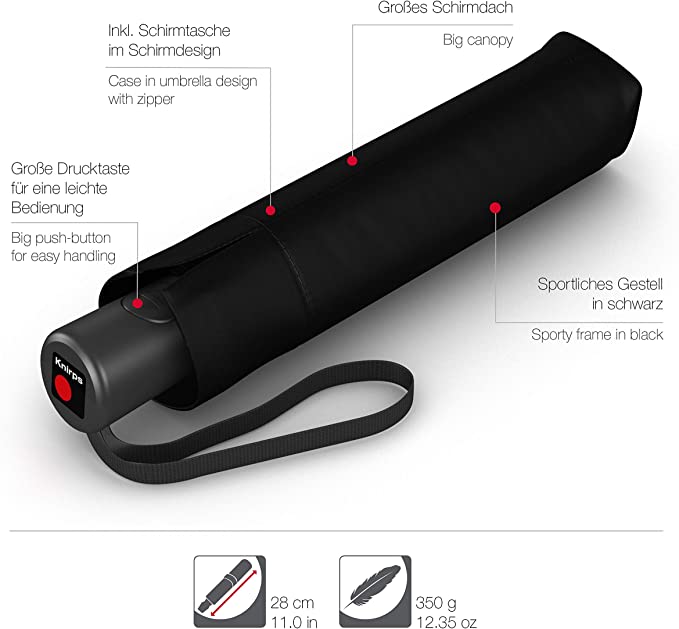 Großes Schirmdach
Big canopy
Inkl. Schirmtasche
im Schirmdesign
Case in umbrella design
with zipper
Große Drucktaste
für eine leichte
Bedienung
Big push-button
for easy handling
Sportliches Gestell
in schwarz
Sporty frame in black
Knirps
28 cm
11.0 in
350 g
12.35 oz